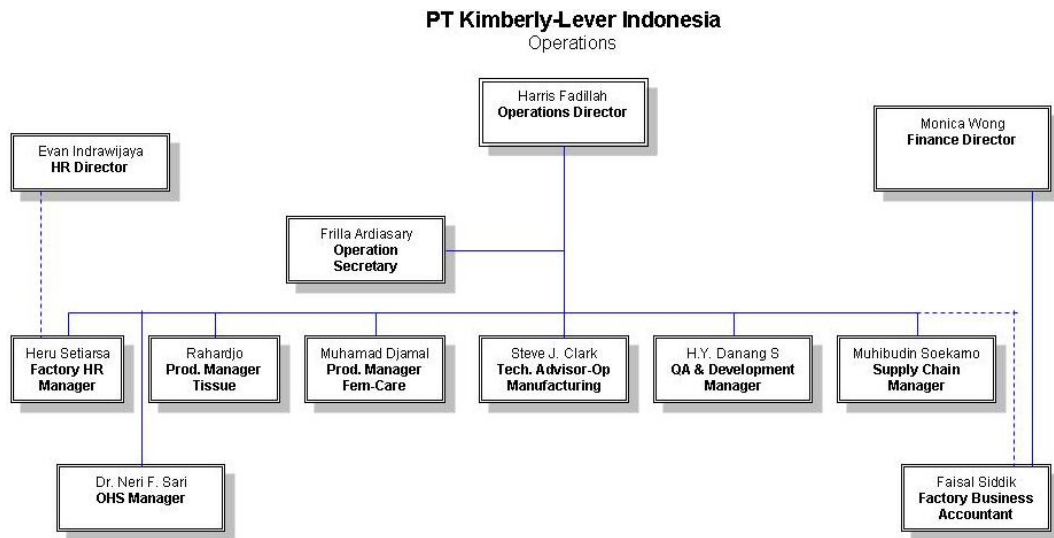 PT Kimberly-Lever Indonesia
Operations
Harris Fadillah
Operations Director
Monica Wong
Finance Director
Evan Indrawijaya
HR Director
Frilla Ardiasary
Operation
Secretary
Heru Setiarsa
Factory HR
Manager
Rahardjo
Prod. Manager
Tissue
Muhamad Djamal
Prod. Manager
Fem-Care
Steve J. Clark
Tech. Advisor-Op
Manufacturing
H.Y. Danang S
QA & Development
Manager
Muhibudin Soekarno
Supply Chain
Manager
Dr. Neri F. Sari
OHS Manager
Faisal Siddik
Factory Business
Accountant